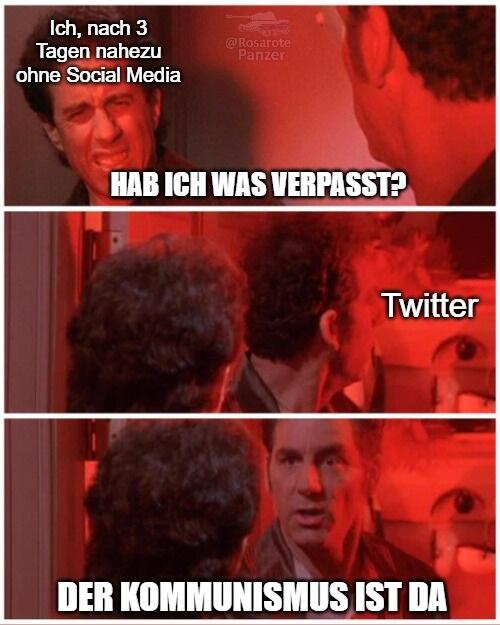 Ich, nach 3
Tagen nahezu
ohne Social Media
@Rosarote
Panzer
HAB ICH WAS VERPASST?
Twitter
DER KOMMUNISMUS IST DA